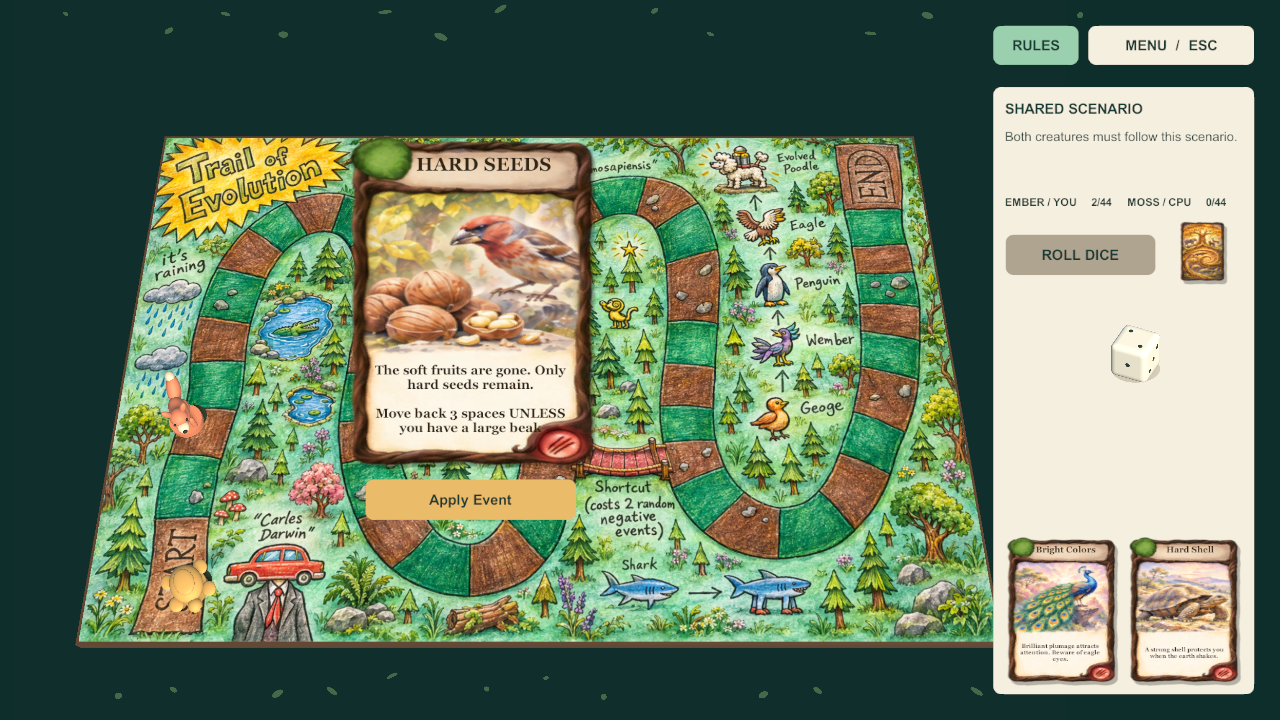 RULES
MENU / ESC
SHARED SCENARIO
Both creatures must follow this scenario.
EMBER / YOU 2/44 MOSS / CPU 0/44
ROLL DICE
Trail of
Evolution
it's
raining
START
"Carles
Darwin"
HARD SEEDS
The soft fruits are gone. Only
hard seeds remain.
Move back 3 spaces UNLESS
you have a large beak
Apply Event
Evolved
Poodle
Eagle
Penguin
Wember
Geoge
END
Shortcut
(costs 2 random
negative
events)
Shark
Bright Colors
Brilliant plumage attracts
attention. Beware of eagle
eyes.
Hard Shell
A strong shell protects you
when the earth shakes.